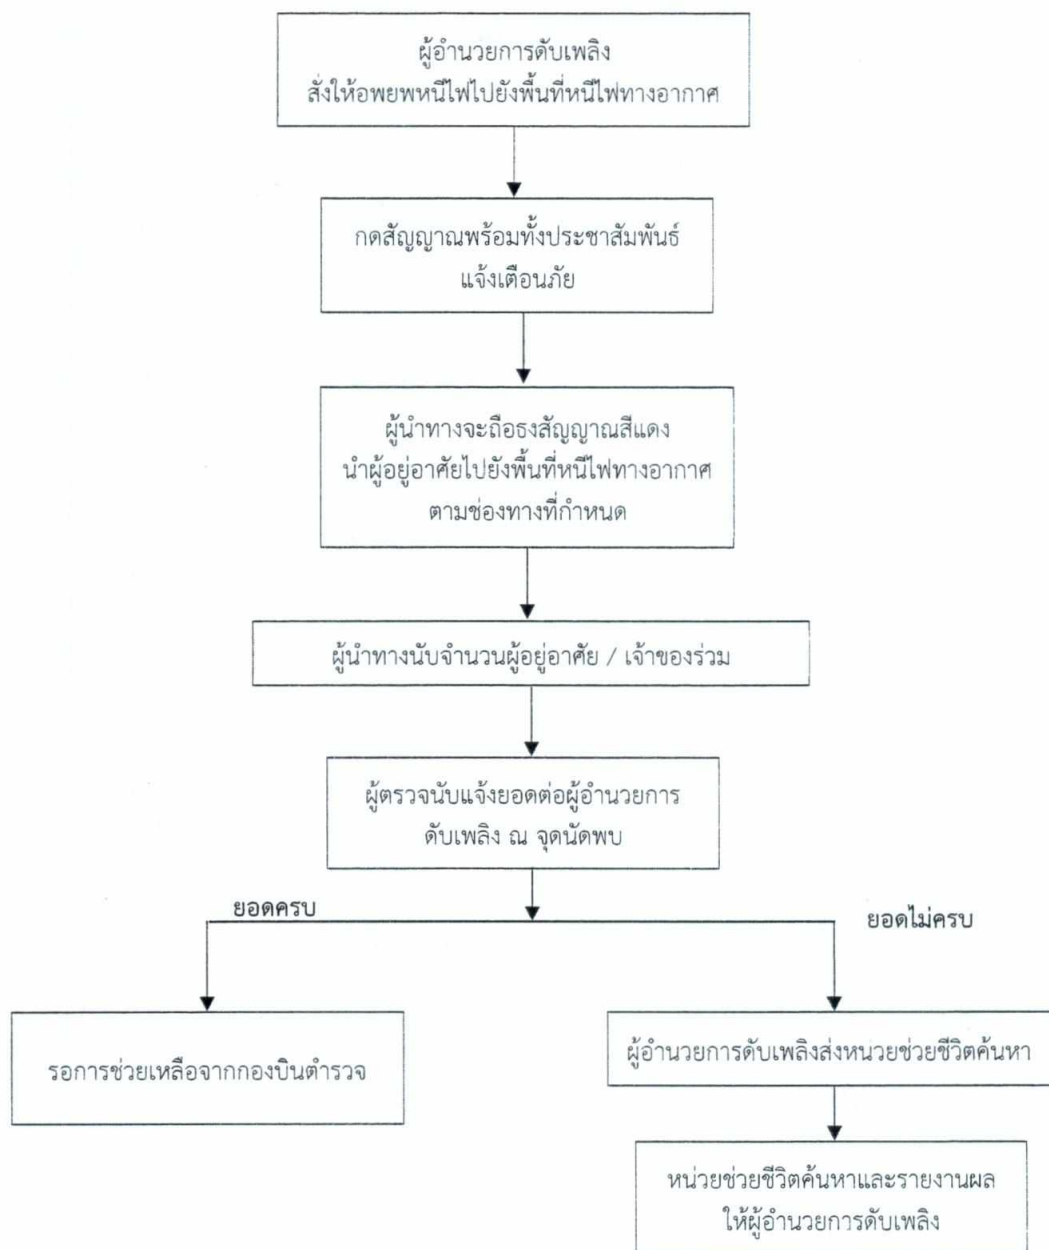 ผู้อำนวยการดับเพลิง
สั่งให้อพยพหนีไฟไปยังพื้นที่หนีไฟทางอากาศ
กดสัญญาณพร้อมทั้งประชาสัมพันธ์
แจ้งเตือนภัย
ผู้นำทางจะถือธงสัญญาณสีแดง
นำผู้อยู่อาศัยไปยังพื้นที่หนีไฟทางอากาศ
ตามช่องทางที่กำหนด
ผู้นำทางนับจำนวนผู้อยู่อาศัย / เจ้าของร่วม
ผู้ตรวจนับแจ้งยอดต่อผู้อำนวยการ
ดับเพลิง ณ จุดนัดพบ
ยอดครบ
ยอดไม่ครบ
รอการช่วยเหลือจากกองบินตำรวจ
ผู้อำนวยการดับเพลิงส่งหนวยช่วยชีวิตค้นหา
หน่วยช่วยชีวิตค้นหาและรายงานผล
ให้ผู้อำนวยการดับเพลิง